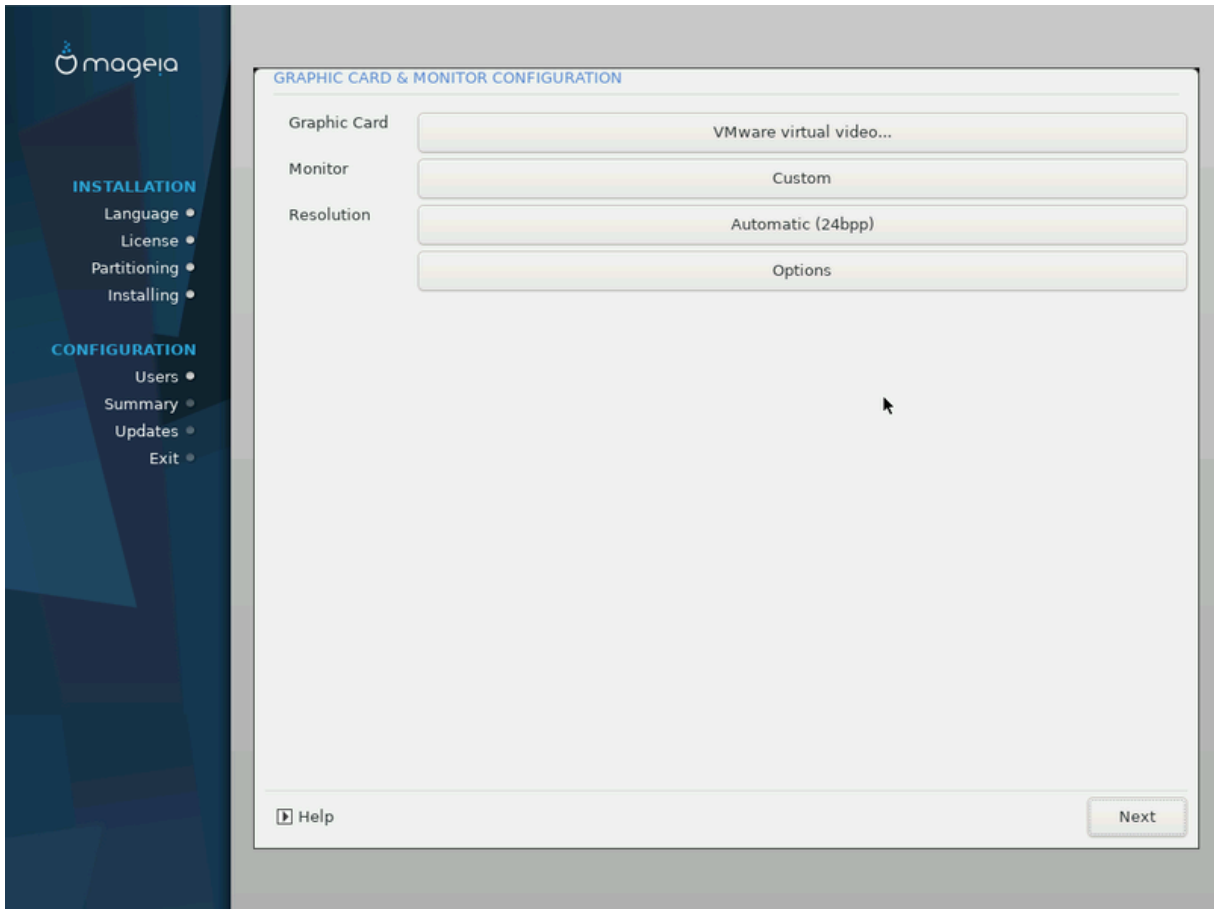 mageia
INSTALLATION
Language
License
Partitioning
Installing
CONFIGURATION
Users
Summary
Updates
Exit
GRAPHIC CARD & MONITOR CONFIGURATION
Graphic Card
VMware virtual video...
Monitor
Custom
Resolution
Automatic (24bpp)
Options
Help
Next